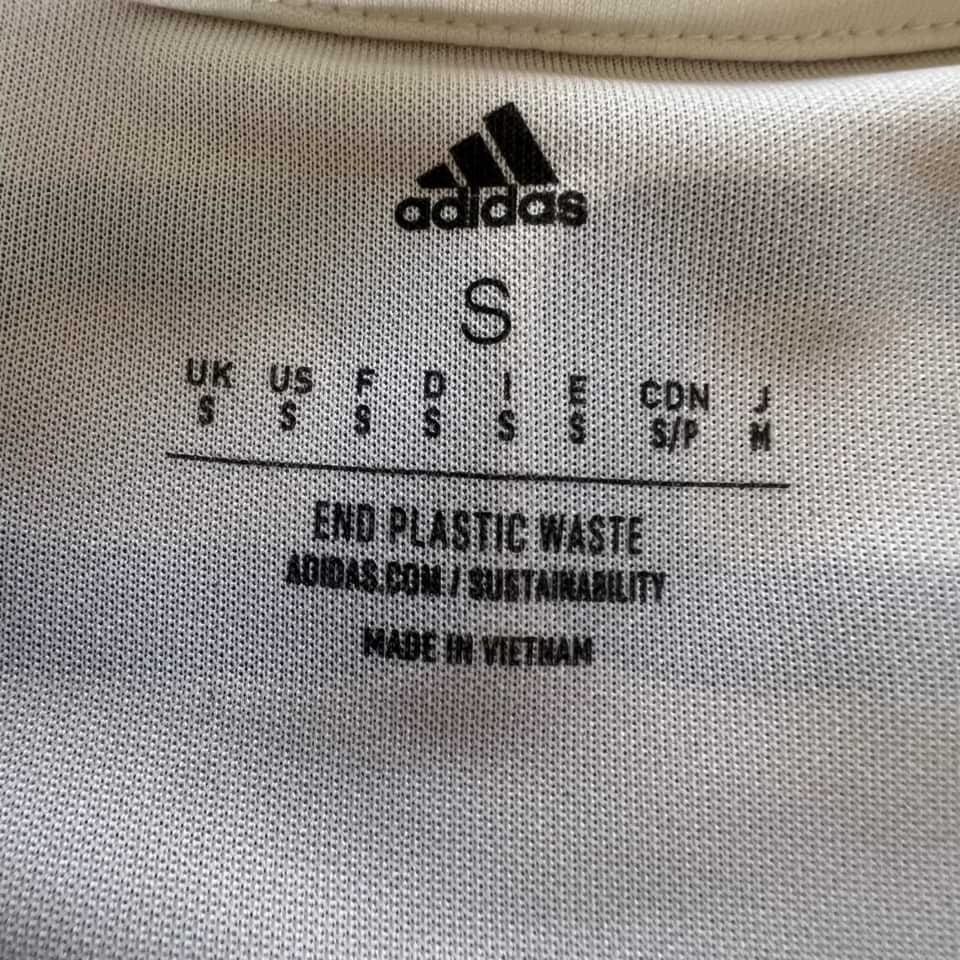 adidas
S
UK US F D I E CDN J
S S S S S S S/P M
END PLASTIC WASTE
ADIDAS.COM / SUSTAINABILITY
MADE IN VIETNAM